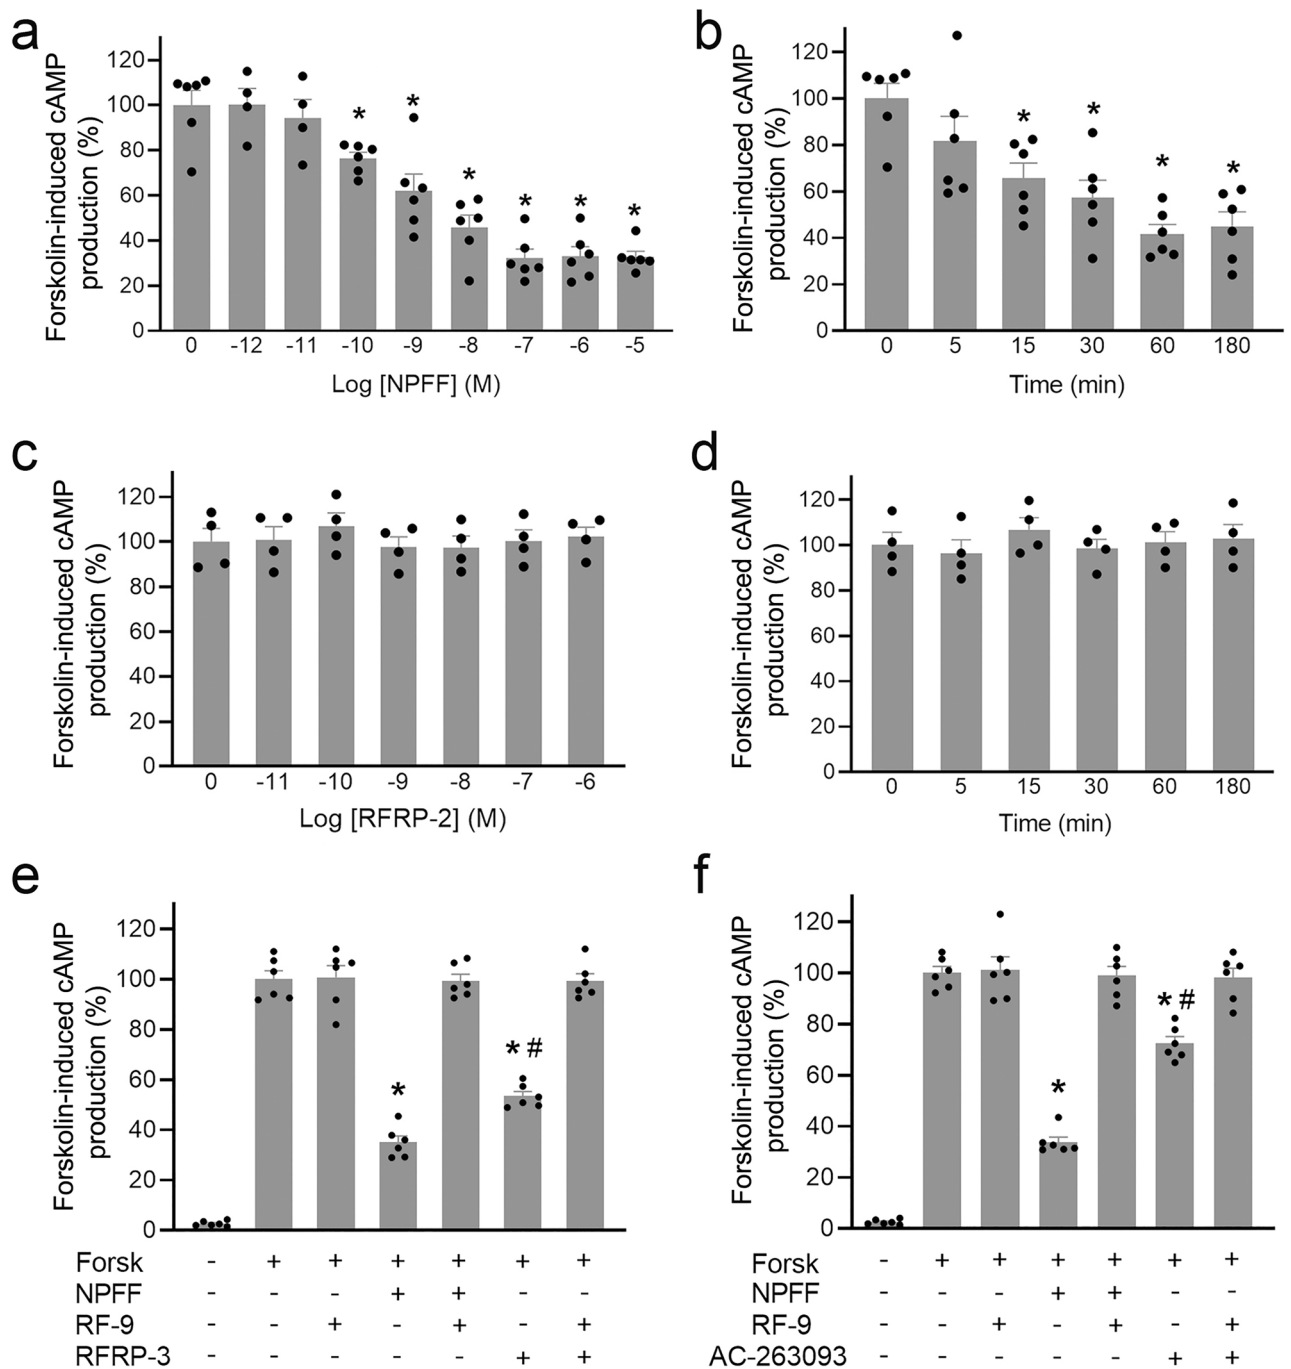 a
Forskolin-induced cAMP
production (%)
120
100
80
60
40
20
0
* * * * * *
0 -12 -11 -10 -9 -8 -7 -6 -5
Log [NPFF] (M)
b
Forskolin-induced cAMP
production (%)
120
100
80
60
40
20
0
* * * *
0 5 15 30 60 180
Time (min)
c
Forskolin-induced cAMP
production (%)
120
100
80
60
40
20
0
0 -11 -10 -9 -8 -7 -6
Log [RFRP-2] (M)
d
Forskolin-induced cAMP
production (%)
120
100
80
60
40
20
0
0 5 15 30 60 180
Time (min)
e
Forskolin-induced cAMP
production (%)
120
100
80
60
40
20
0
* * #
Forsk - + + + + + +
NPFF - - - + + - -
RF-9 - - + - + - +
RFRP-3 - - - - - + +
f
Forskolin-induced cAMP
production (%)
120
100
80
60
40
20
0
* * #
Forsk - + + + + + +
NPFF - - - + + - -
RF-9 - - + - + - +
AC-263093 - - - - - + +